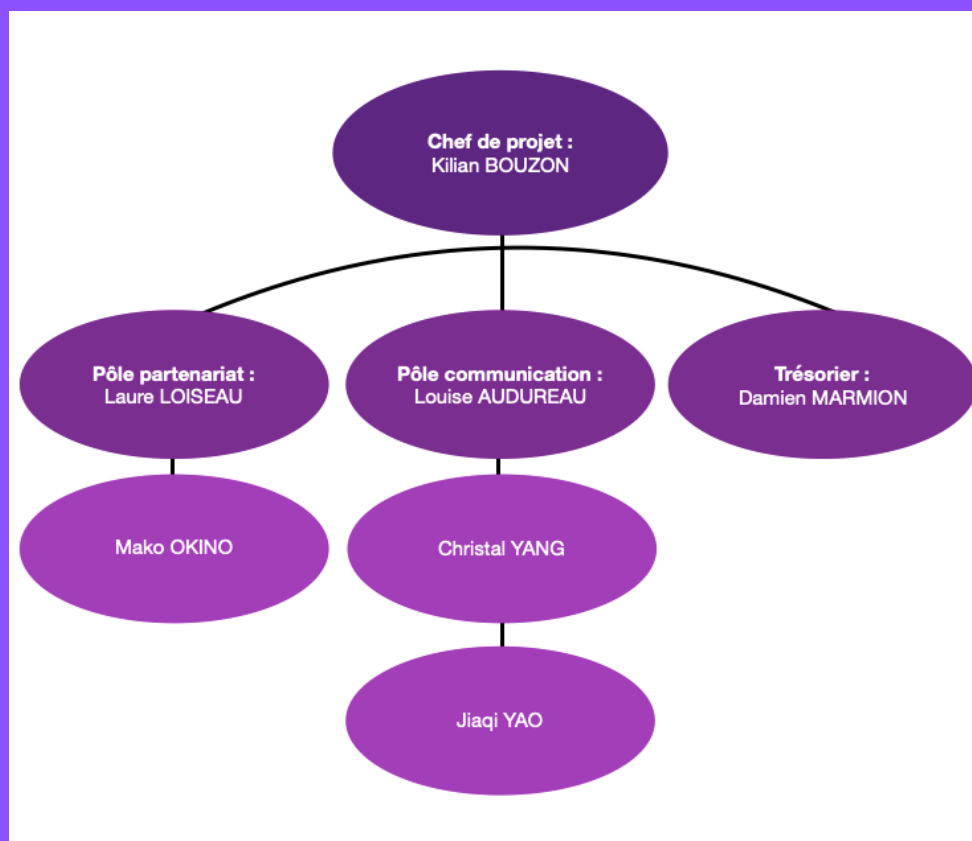 Chef de projet :
Kilian BOUZON
Pôle partenariat :
Laure LOISEAU
Pôle communication :
Louise AUDUREAU
Trésorier :
Damien MARMION
Mako OKINO
Christal YANG
Jiaqi YAO